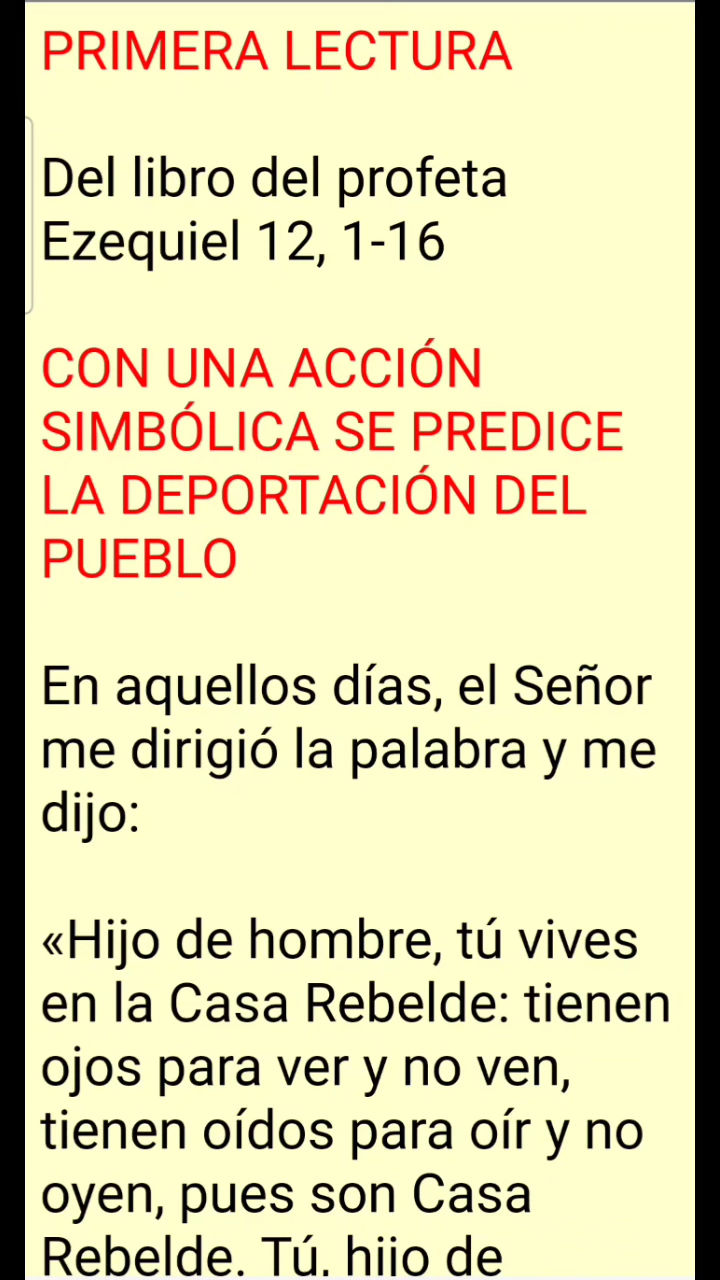 PRIMERA LECTURA
Del libro del profeta
Ezequiel 12, 1-16
CON UNA ACCIÓN
SIMBÓLICA SE PREDICE
LA DEPORTACIÓN DEL
PUEBLO
En aquellos días, el Señor
me dirigió la palabra y me
dijo:
«Hijo de hombre, tú vives
en la Casa Rebelde: tienen
ojos para ver y no ven,
tienen oídos para oír y no
oyen, pues son Casa
Rebelde. Tú, hijo de